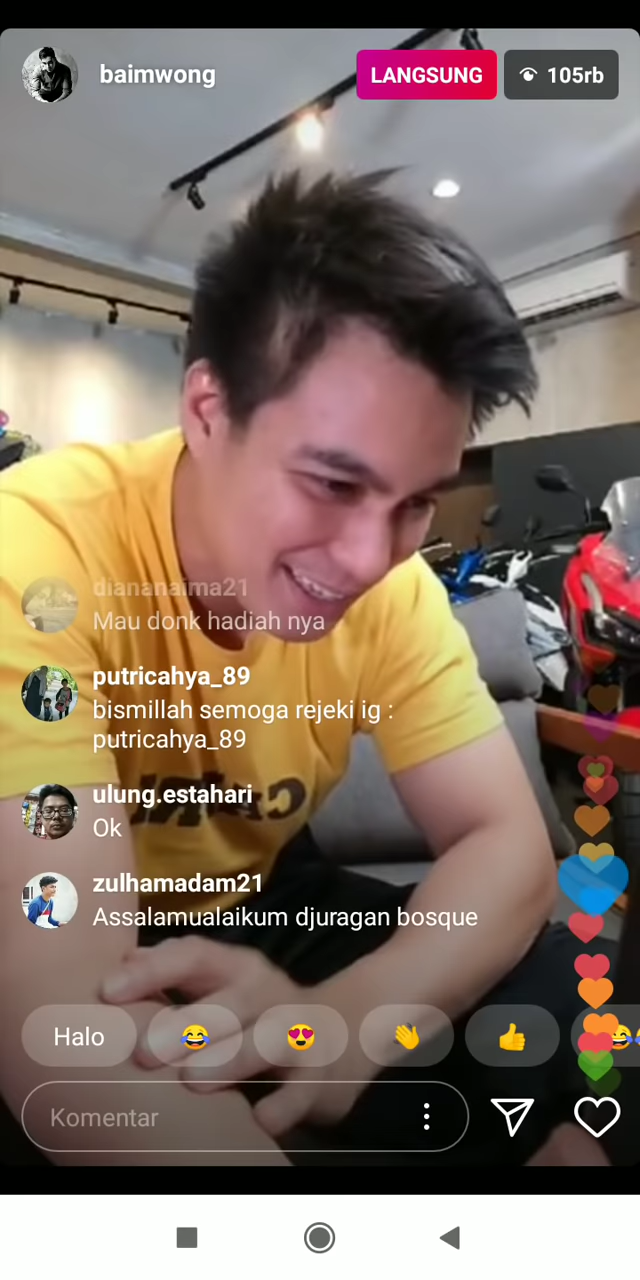 baimwong
LANGSUNG
105rb
diananaima21
Mau donk hadiah nya
putricahya_89
bismillah semoga rejeki ig :
putricahya_89
ulung.estahari
Ok
zulhamadam21
Assalamualaikum djuragan bosque
Halo
Komentar